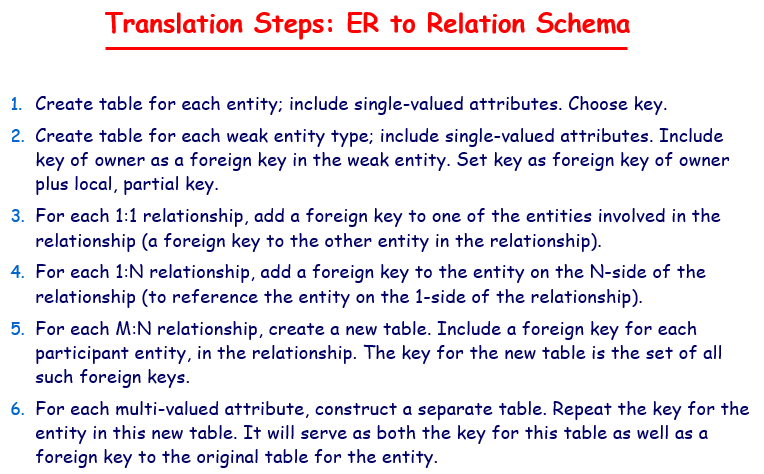 Translation Steps: ER to Relation Schema
1. Create table for each entity; include single-valued attributes. Choose key.
2. Create table for each weak entity type; include single-valued attributes. Include
key of owner as a foreign key in the weak entity. Set key as foreign key of owner
plus local, partial key.
3. For each 1:1 relationship, add a foreign key to one of the entities involved in the
relationship (a foreign key to the other entity in the relationship).
4. For each 1:N relationship, add a foreign key to the entity on the N-side of the
relationship (to reference the entity on the 1-side of the relationship).
5. For each M:N relationship, create a new table. Include a foreign key for each
participant entity, in the relationship. The key for the new table is the set of all
such foreign keys.
6. For each multi-valued attribute, construct a separate table. Repeat the key for the
entity in this new table. It will serve as both the key for this table as well as a
foreign key to the original table for the entity.